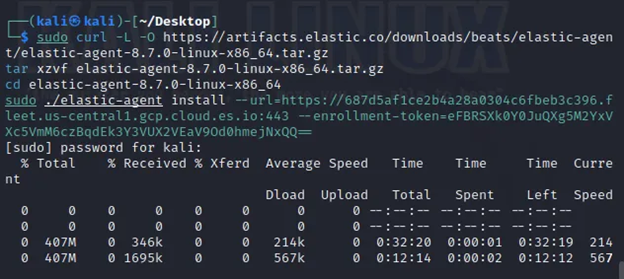 ┌──(kali㉿kali)-[~/Desktop]
└─$ sudo curl -L -O https://artifacts.elastic.co/downloads/beats/elastic-agen
t/elastic-agent-8.7.0-linux-x86_64.tar.gz
tar xzvf elastic-agent-8.7.0-linux-x86_64.tar.gz
cd elastic-agent-8.7.0-linux-x86_64
sudo ./elastic-agent install --url=https://687d5af1ce2b4a28a0304c6fbeb3c396.f
leet.us-central1.gcp.cloud.es.io:443 --enrollment-token=eFBRSXk0Y0JuQXg5M2YxV
Xc5VmM6czBqdEk3Y3VUX2VEaV9Od0hmejNxQQ==
[sudo] password for kali:
  % Total    % Received % Xferd  Average Speed   Time    Time     Time  Curre
nt
                                 Dload  Upload   Total   Spent    Left  Speed
  0     0    0     0    0     0      0      0 --:--:-- --:--:-- --:--:--     0
  0     0    0     0    0     0      0      0 --:--:-- --:--:-- --:--:--     0
  0  407M    0  346k    0     0   214k      0  0:32:20  0:00:01  0:32:19  214
  0  407M    0 1695k    0     0   567k      0  0:12:14  0:00:02  0:12:12  567